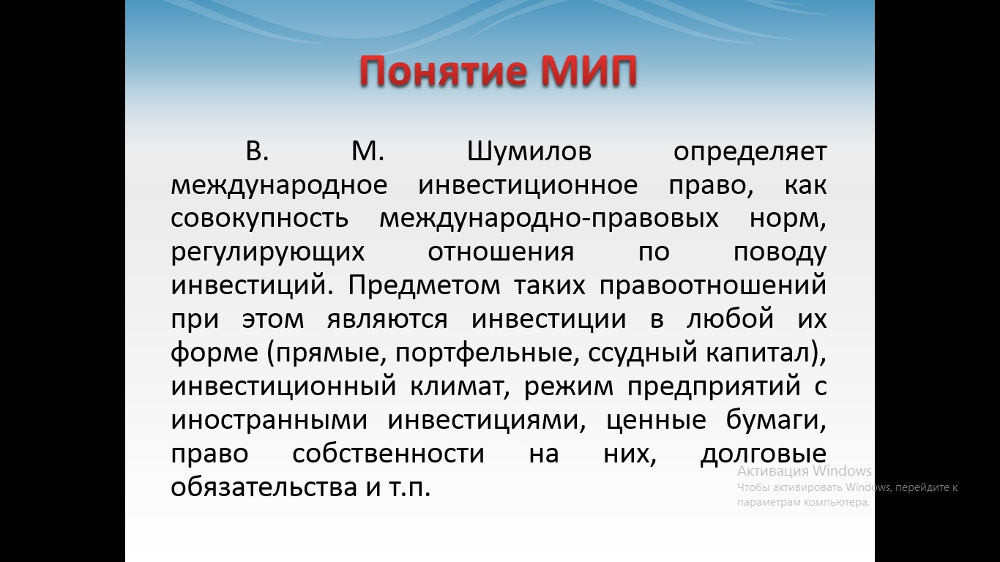 Понятие МИП
В. М. Шумилов определяет
международное инвестиционное право, как
совокупность международно-правовых норм,
регулирующих отношения по поводу
инвестиций. Предметом таких правоотношений
при этом являются инвестиции в любой их
форме (прямые, портфельные, ссудный капитал),
инвестиционный климат, режим предприятий с
иностранными инвестициями, ценные бумаги,
право собственности на них, долговые
обязательства и т.п.
Активация Windows
Чтобы активировать Windows, перейдите к
параметрам компьютера.